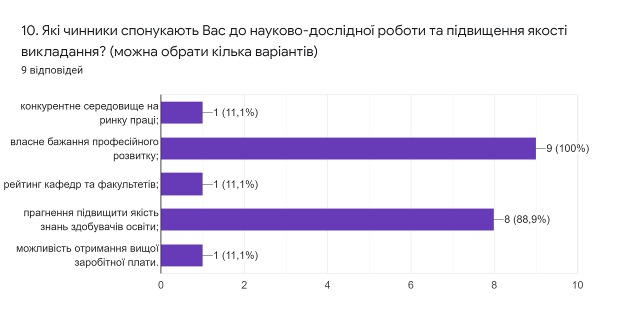 10. Які чинники спонукають Вас до науково-дослідної роботи та підвищення якості
викладання? (можна обрати кілька варіантів)
9 відповідей
конкурентне середовище на
ринку праці;
1 (11,1%)
власне бажання професійного
розвитку;
9 (100%)
рейтинг кафедр та факультетів;
1 (11,1%)
прагнення підвищити якість
знань здобувачів освіти;
8 (88,9%)
можливість отримання вищої
заробітної плати.
1 (11,1%)
0 2 4 6 8 10